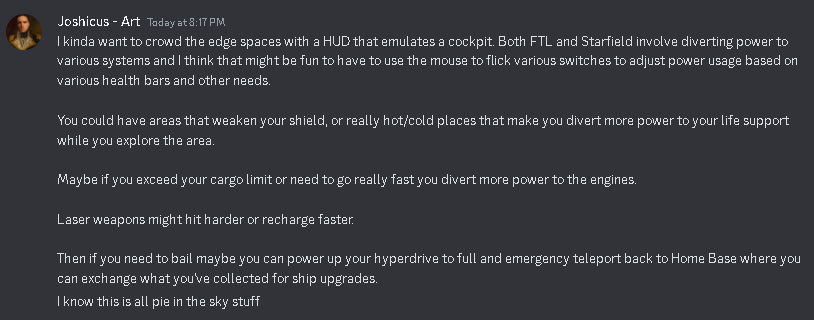 Joshicus - Art Today at 8:17 PM
I kinda want to crowd the edge spaces with a HUD that emulates a cockpit. Both FTL and Starfield involve diverting power to
various systems and I think that might be fun to have to use the mouse to flick various switches to adjust power usage based on
various health bars and other needs.
You could have areas that weaken your shield, or really hot/cold places that make you divert more power to your life support
while you explore the area.
Maybe if you exceed your cargo limit or need to go really fast you divert more power to the engines.
Laser weapons might hit harder or recharge faster.
Then if you need to bail maybe you can power up your hyperdrive to full and emergency teleport back to Home Base where you
can exchange what you've collected for ship upgrades.
I know this is all pie in the sky stuff